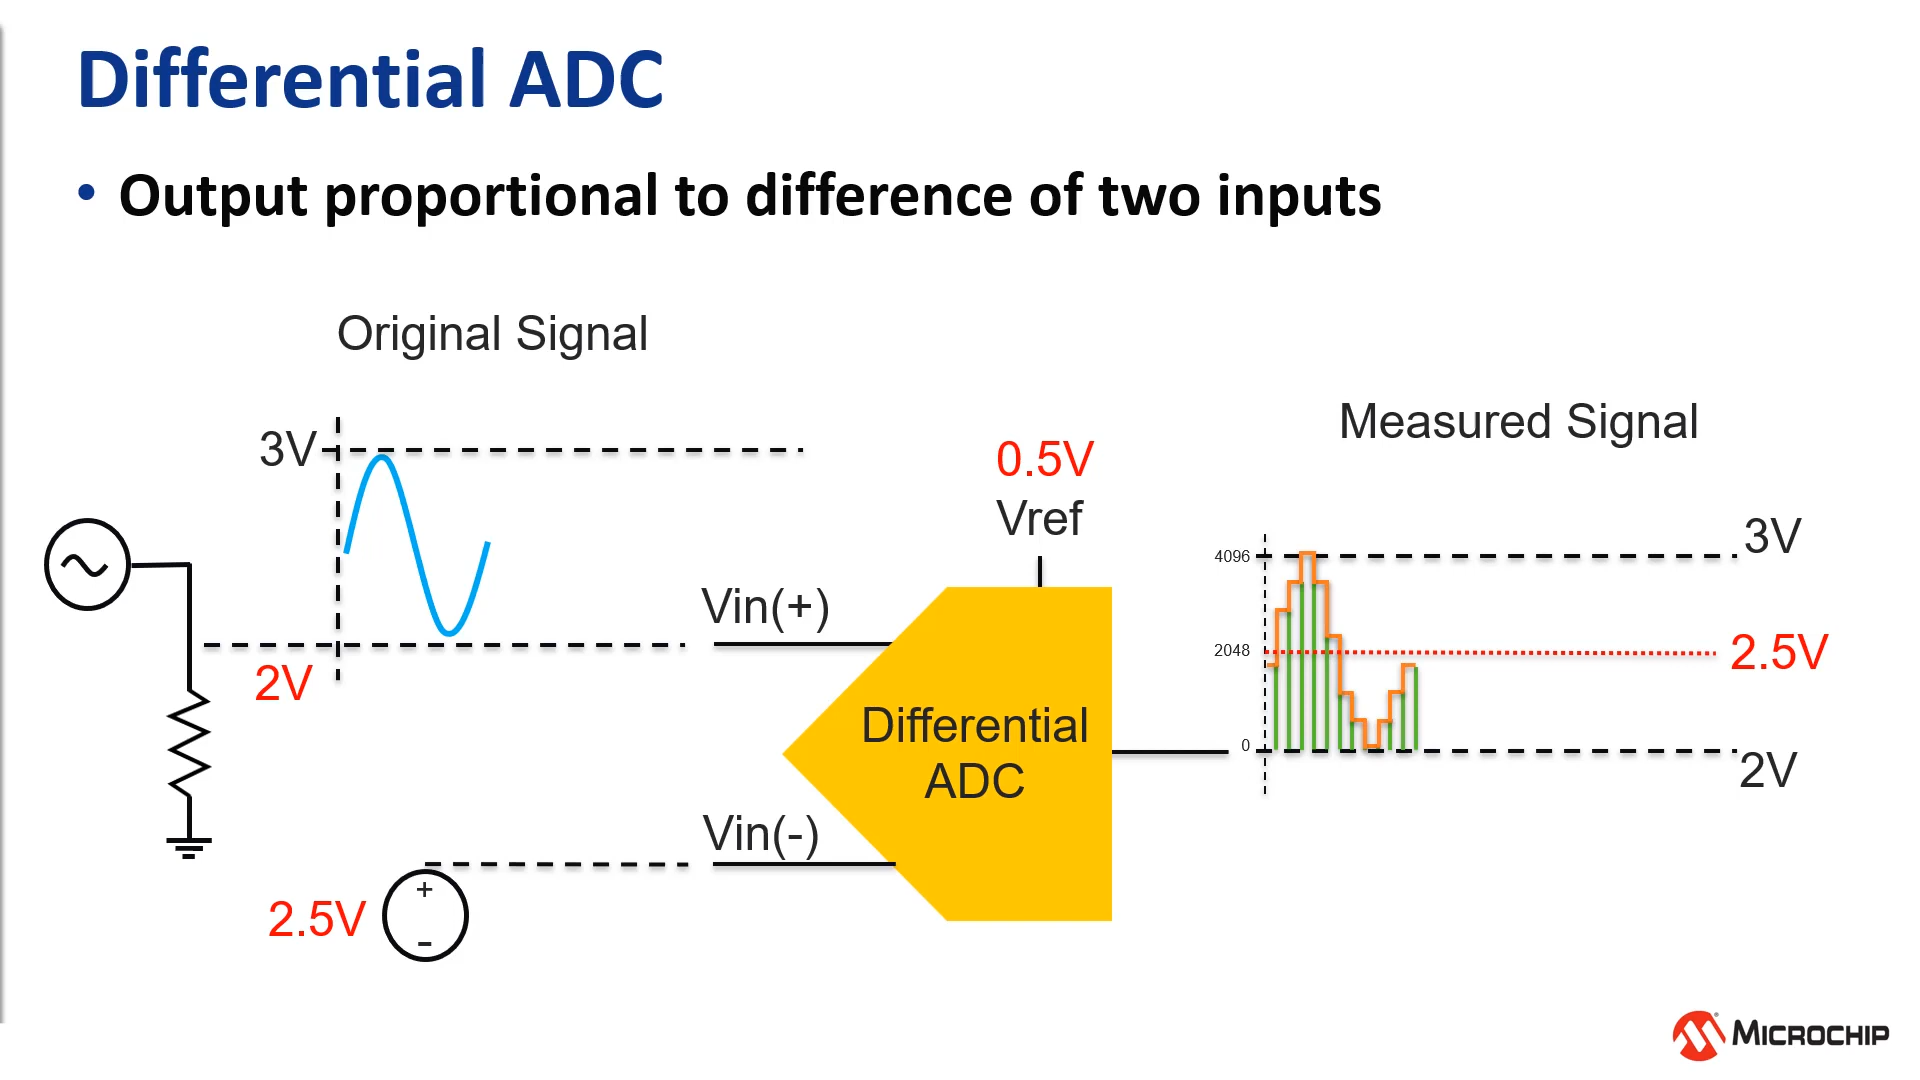 Differential ADC
• Output proportional to difference of two inputs
Original Signal
3V
2V
2.5V
+
-
Vin(+)
Vin(-)
0.5V
Vref
Differential
ADC
Measured Signal
4096
2048
0
3V
2.5V
2V
MICROCHIP